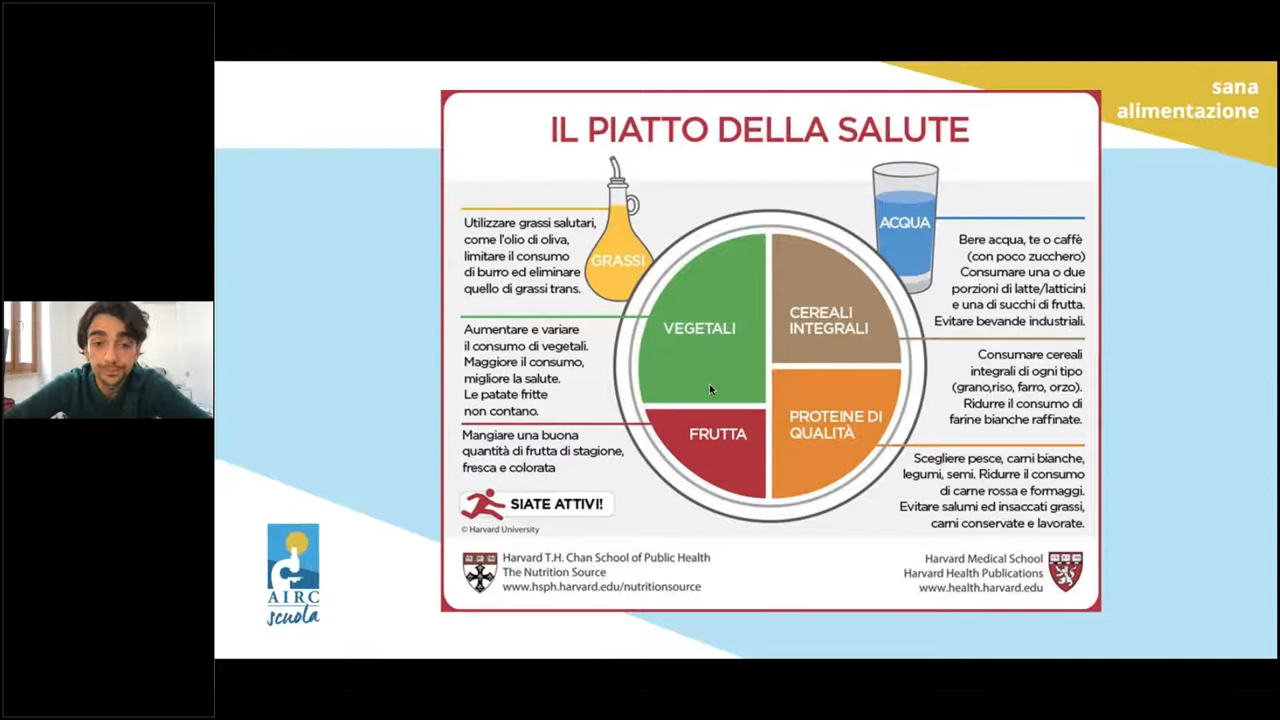 sana
alimentazione
IL PIATTO DELLA SALUTE
Utilizzare grassi salutari,
come l'olio di oliva,
limitare il consumo
di burro ed eliminare
quello di grassi trans.
GRASSI
ACQUA
Bere acqua, te o caffè
(con poco zucchero)
Consumare una o due
porzioni di latte/latticini
e una di succhi di frutta.
Evitare bevande industriali.
Aumentare e variare
il consumo di vegetali.
Maggiore il consumo,
migliore la salute.
Le patate fritte
non contano.
VEGETALI
CEREALI
INTEGRALI
Consumare cereali
integrali di ogni tipo
(grano,riso, farro, orzo).
Ridurre il consumo di
farine bianche raffinate.
Mangiare una buona
quantità di frutta di stagione,
fresca e colorata
FRUTTA
PROTEINE DI
QUALITÀ
Scegliere pesce, carni bianche,
legumi, semi. Ridurre il consumo
di carne rossa e formaggi.
Evitare salumi ed insaccati grassi,
carni conservate e lavorate.
SIATE ATTIVI!
© Harvard University
Harvard T.H. Chan School of Public Health
The Nutrition Source
www.hsph.harvard.edu/nutritionsource
Harvard Medical School
Harvard Health Publications
www.health.harvard.edu
AIRC
scuola